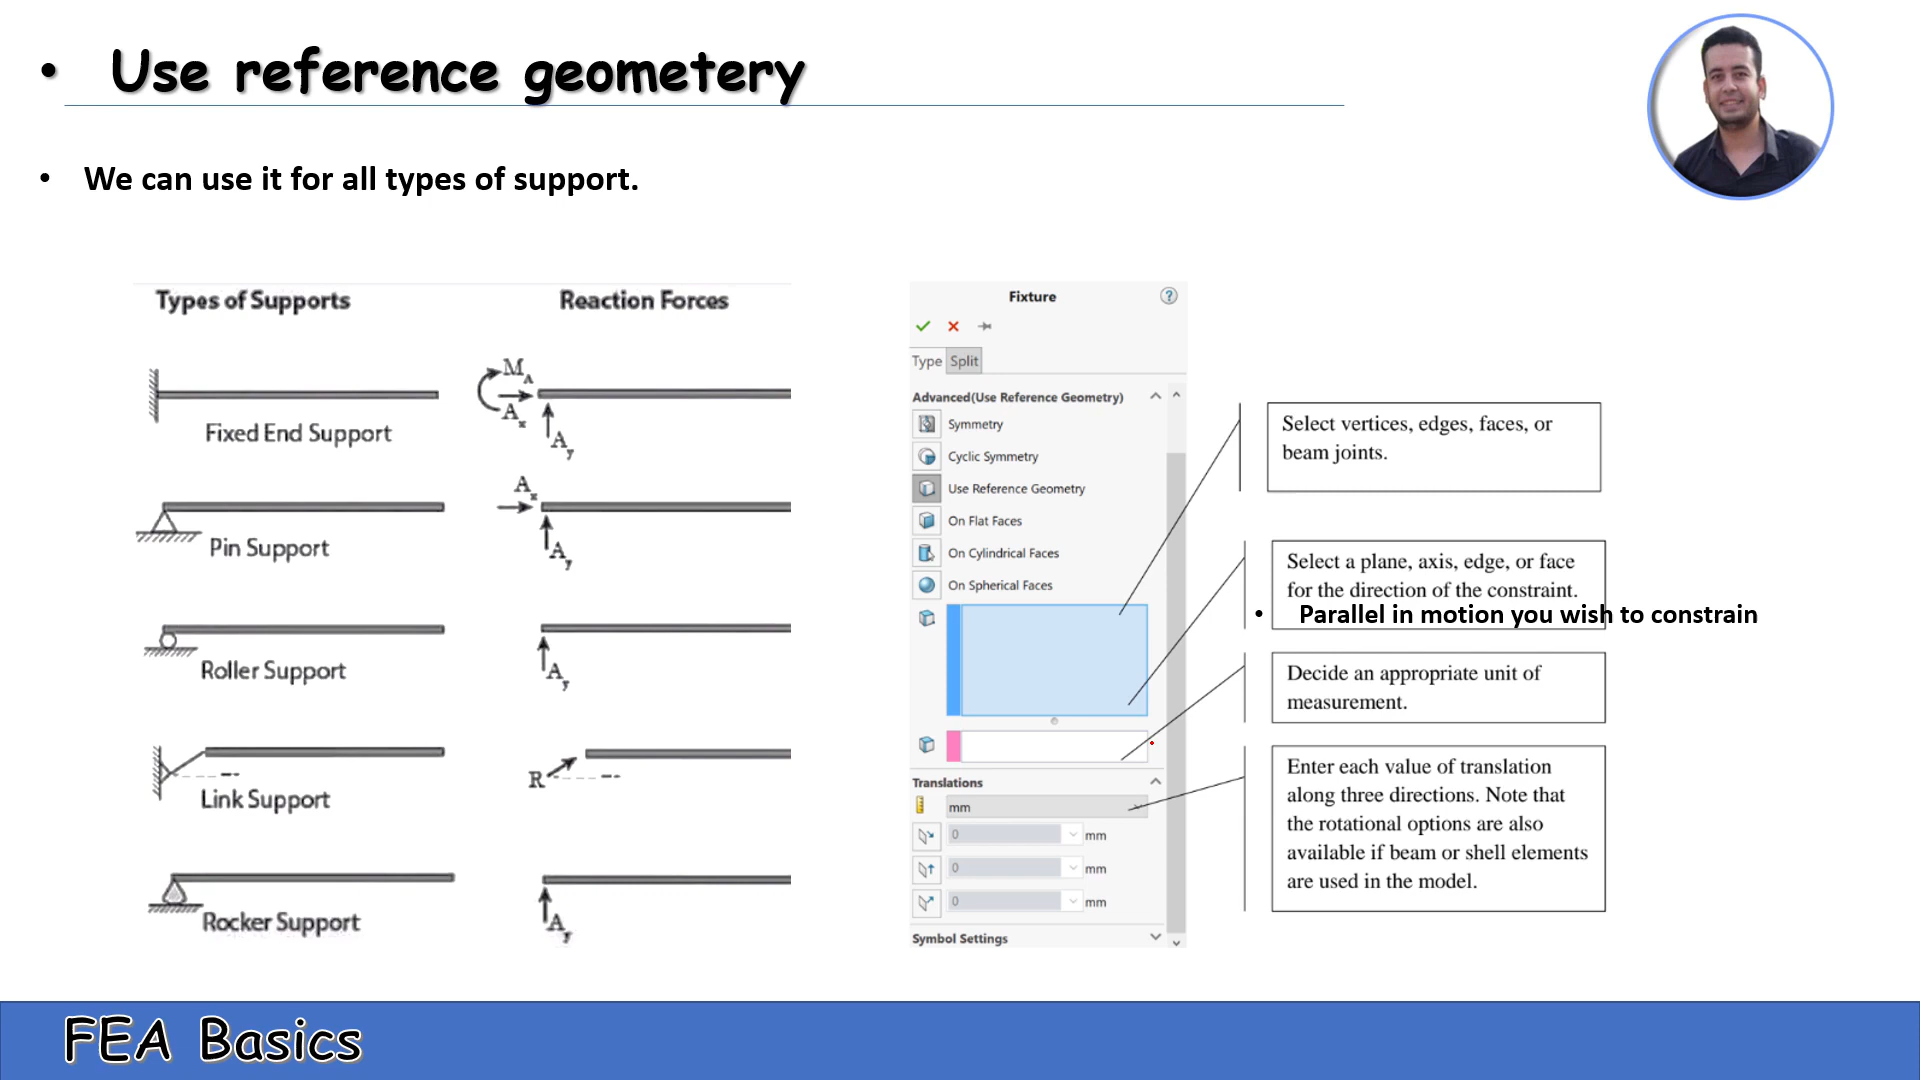 • Use reference geometery
• We can use it for all types of support.
Types of Supports
Reaction Forces
Fixed End Support
M A
A x
A y
Pin Support
A x
A y
Roller Support
A y
Link Support
R
Rocker Support
A y
Fixture
?
Type Split
Advanced(Use Reference Geometry)
Symmetry
Cyclic Symmetry
Use Reference Geometry
On Flat Faces
On Cylindrical Faces
On Spherical Faces
Translations
mm
0 mm
0 mm
0 mm
Symbol Settings
Select vertices, edges, faces, or
beam joints.
Select a plane, axis, edge, or face
for the direction of the constraint.
• Parallel in motion you wish to constrain
Decide an appropriate unit of
measurement.
Enter each value of translation
along three directions. Note that
the rotational options are also
available if beam or shell elements
are used in the model.
FEA Basics